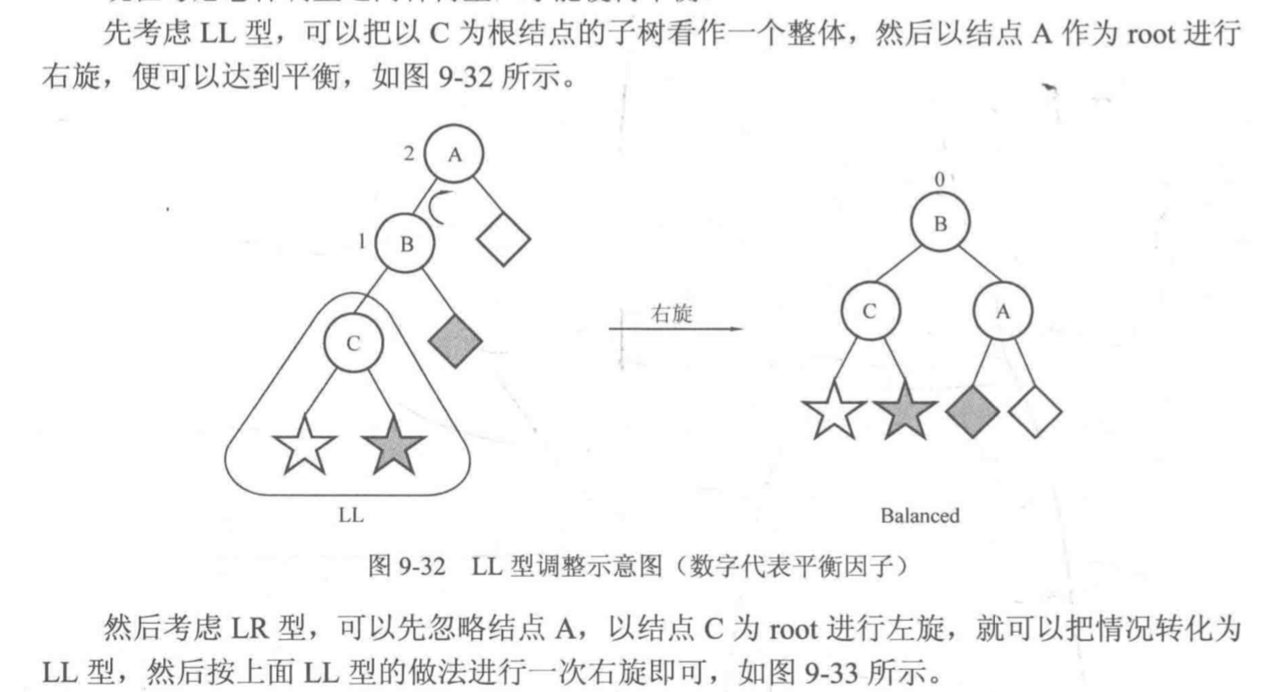 先考虑 LL 型，可以把以 C 为根结点的子树看作一个整体，然后以结点 A 作为 root 进行
右旋，便可以达到平衡，如图 9-32 所示。
2
A
0
1
B
B
右旋
C
C
A
LL
Balanced
图 9-32 LL 型调整示意图（数字代表平衡因子）
然后考虑 LR 型，可以先忽略结点 A，以结点 C 为 root 进行左旋，就可以把情况转化为
LL 型，然后按上面 LL 型的做法进行一次右旋即可，如图 9-33 所示。